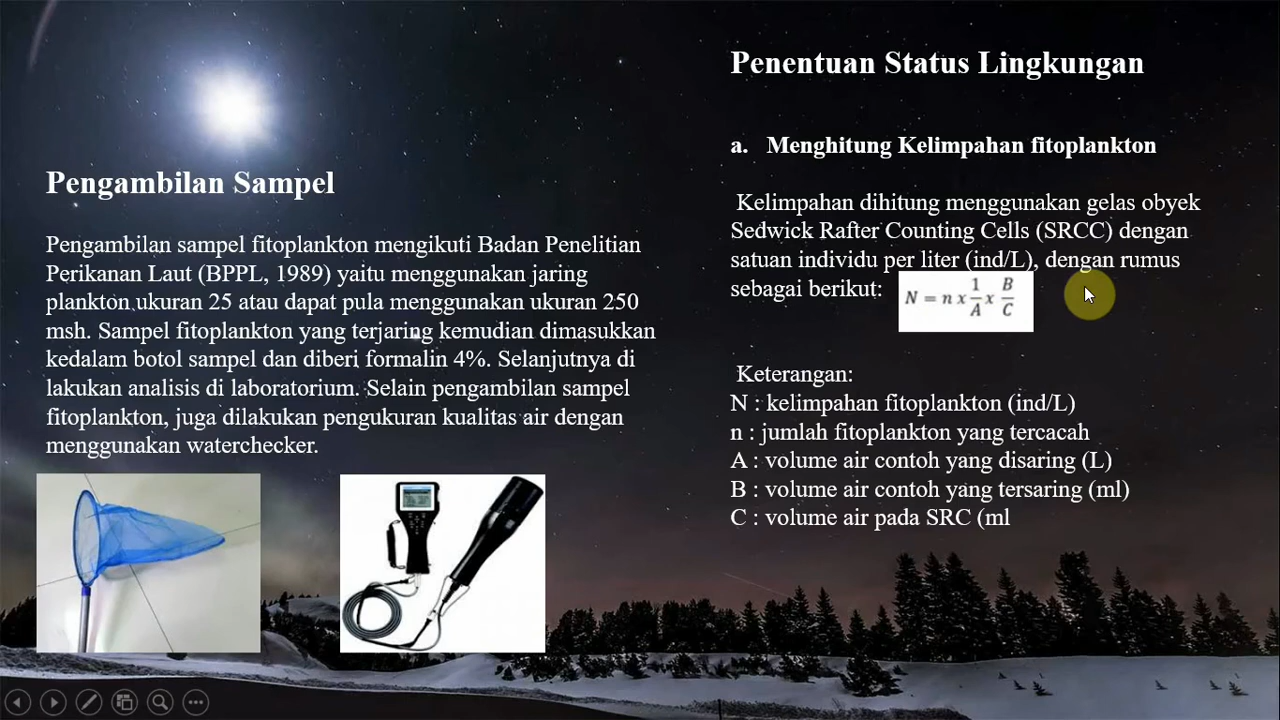 Pengambilan Sampel
Pengambilan sampel fitoplankton mengikuti Badan Penelitian
Perikanan Laut (BPPL, 1989) yaitu menggunakan jaring
plankton ukuran 25 atau dapat pula menggunakan ukuran 250
msh. Sampel fitoplankton yang terjaring kemudian dimasukkan
kedalam botol sampel dan diberi formalin 4%. Selanjutnya di
lakukan analisis di laboratorium. Selain pengambilan sampel
fitoplankton, juga dilakukan pengukuran kualitas air dengan
menggunakan waterchecker.
Penentuan Status Lingkungan
a. Menghitung Kelimpahan fitoplankton
Kelimpahan dihitung menggunakan gelas obyek
Sedwick Rafter Counting Cells (SRCC) dengan
satuan individu per liter (ind/L), dengan rumus
sebagai berikut: N = n x 1/A x B/C
Keterangan:
N : kelimpahan fitoplankton (ind/L)
n : jumlah fitoplankton yang tercacah
A : volume air contoh yang disaring (L)
B : volume air contoh yang tersaring (ml)
C : volume air pada SRC (ml